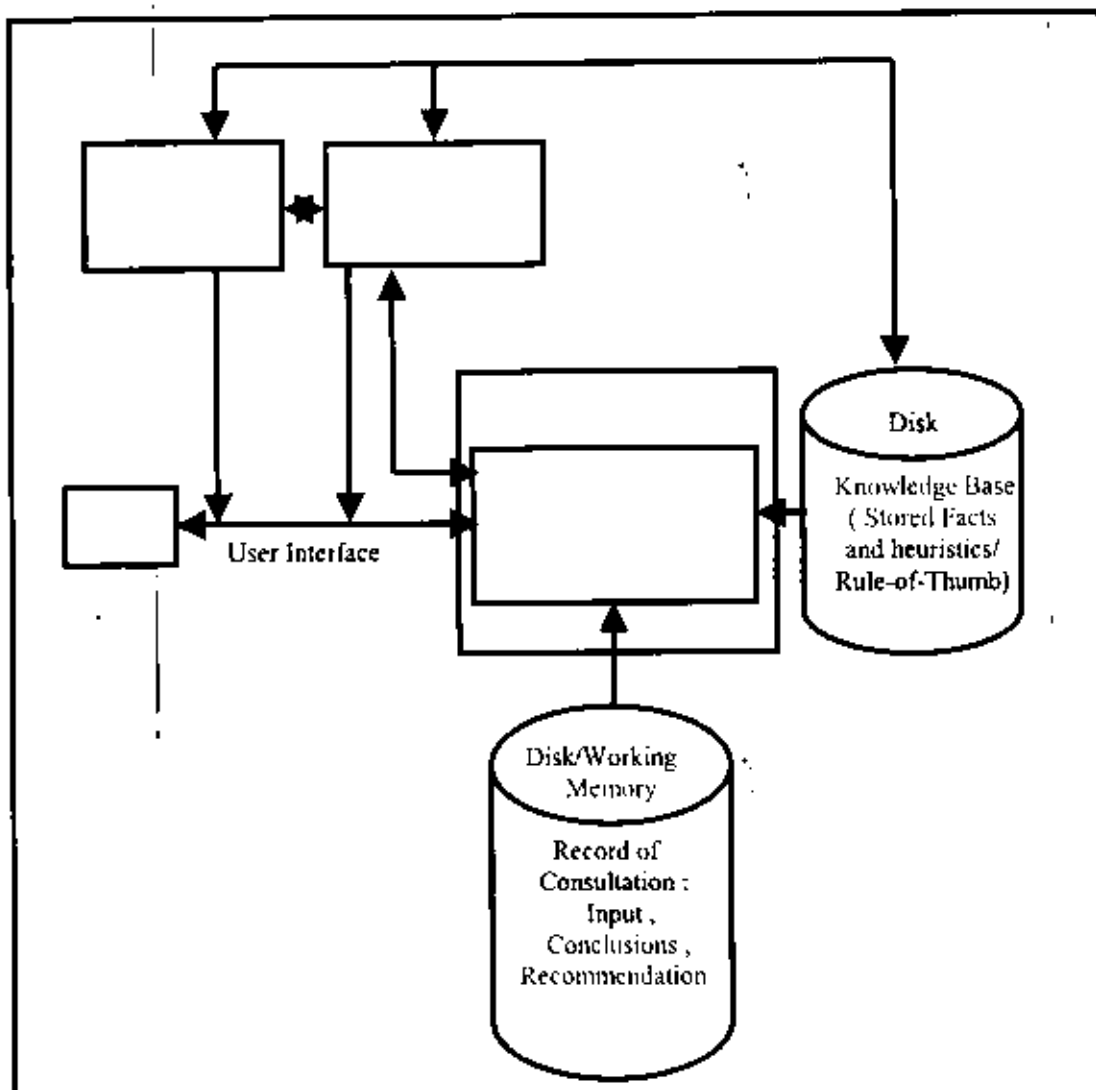 Disk
Knowledge Base
( Stored Facts
and heuristics/
Rule-of-Thumb)
User Interface
Disk/Working
Memory
Record of
Consultation :
Input ,
Conclusions ,
Recommendation